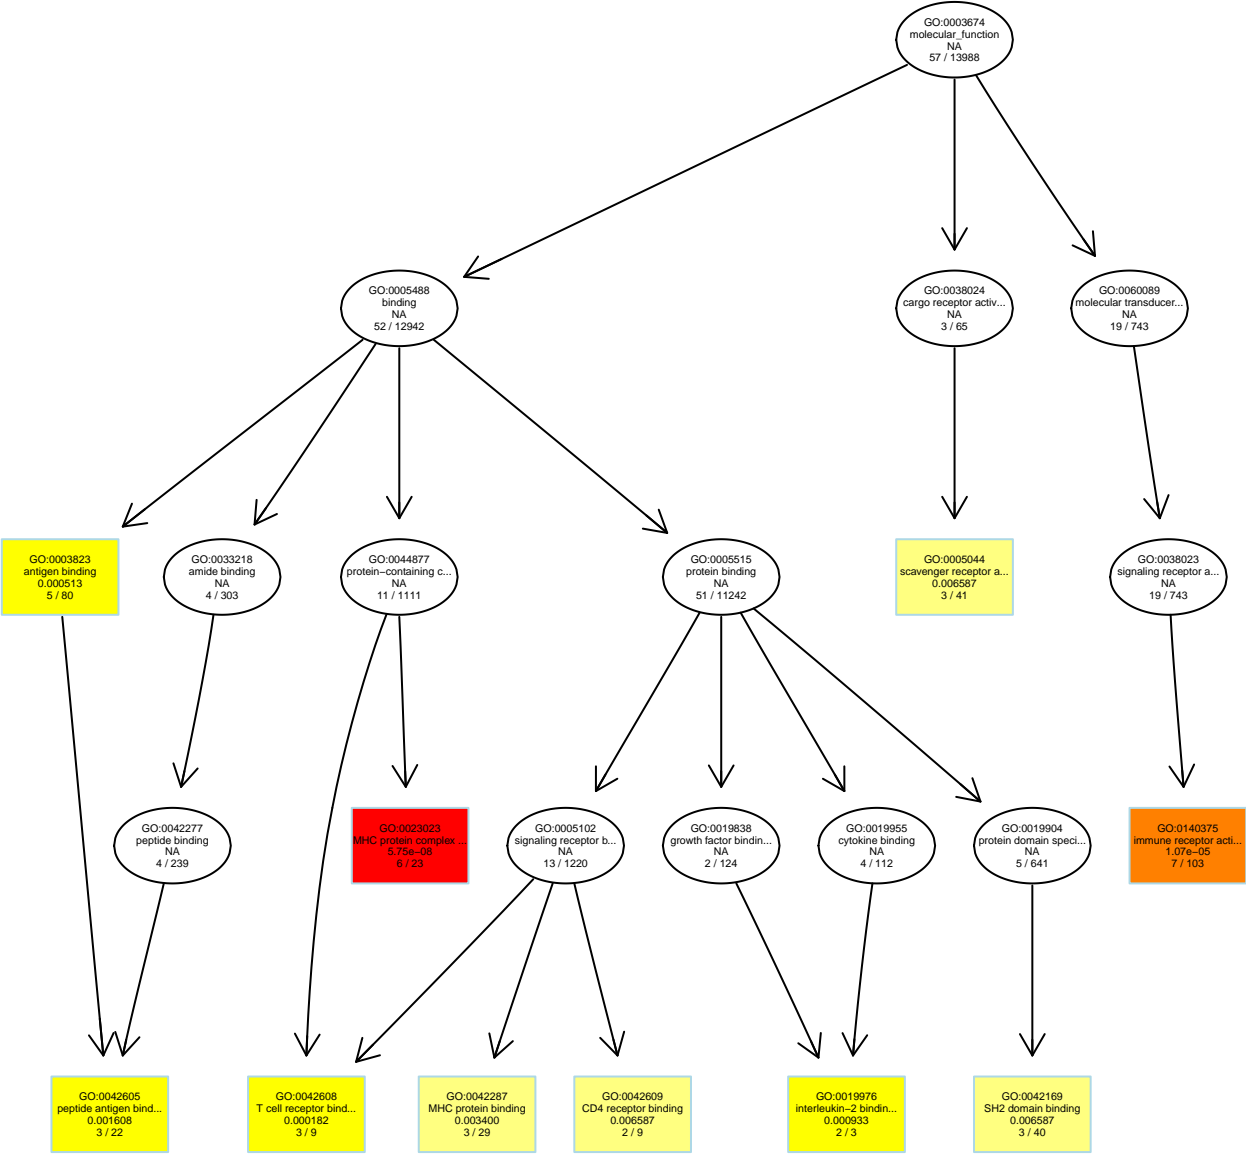 GO:0003674
molecular_function
NA
57 / 13988
GO:0005488
binding
NA
52 / 12942
GO:0038024
cargo receptor activ...
NA
3 / 65
GO:0060089
molecular transducer...
NA
19 / 743
GO:0003823
antigen binding
0.000513
5 / 80
GO:0033218
amide binding
NA
4 / 303
GO:0044877
protein−containing c...
NA
11 / 1111
GO:0005515
protein binding
NA
51 / 11242
GO:0005044
scavenger receptor a...
0.006587
3 / 41
GO:0038023
signaling receptor a...
NA
19 / 743
GO:0042277
peptide binding
NA
4 / 239
GO:0023023
MHC protein complex ...
5.75e−08
6 / 23
GO:0005102
signaling receptor b...
NA
13 / 1220
GO:0019838
growth factor bindin...
NA
2 / 124
GO:0019955
cytokine binding
NA
4 / 112
GO:0019904
protein domain speci...
NA
5 / 641
GO:0140375
immune receptor acti...
1.07e−05
7 / 103
GO:0042605
peptide antigen bind...
0.001608
3 / 22
GO:0042608
T cell receptor bind...
0.000182
3 / 9
GO:0042287
MHC protein binding
0.003400
3 / 29
GO:0042609
CD4 receptor binding
0.006587
2 / 9
GO:0019976
interleukin−2 bindin...
0.000933
2 / 3
GO:0042169
SH2 domain binding
0.006587
3 / 40